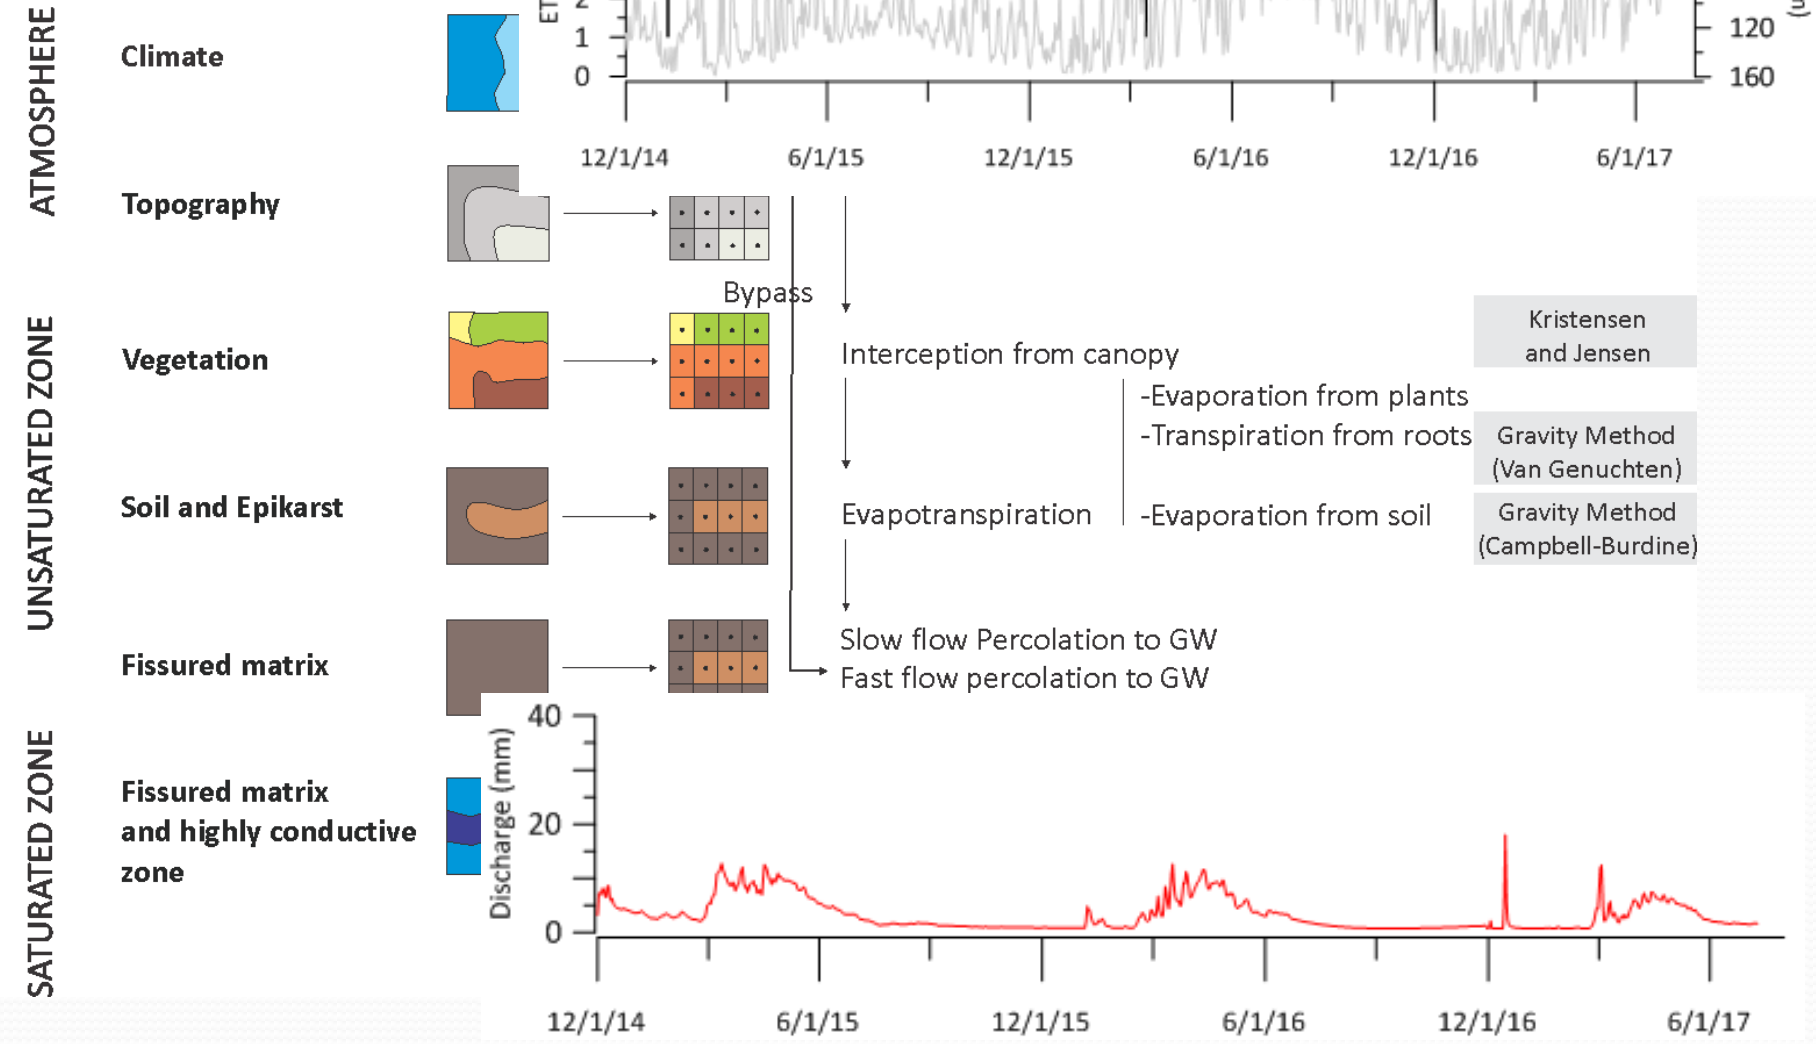 ATMOSPHERE
Climate
ET
2
1
0
120
160
12/1/14
6/1/15
12/1/15
6/1/16
12/1/16
6/1/17
Topography
Bypass
UNSATURATED ZONE
Vegetation
Interception from canopy
Kristensen
and Jensen
-Evaporation from plants
-Transpiration from roots
Gravity Method
(Van Genuchten)
Soil and Epikarst
Evapotranspiration
-Evaporation from soil
Gravity Method
(Campbell-Burdine)
Fissured matrix
Slow flow Percolation to GW
Fast flow percolation to GW
SATURATED ZONE
Fissured matrix
and highly conductive
zone
Discharge (mm)
40
20
0
12/1/14
6/1/15
12/1/15
6/1/16
12/1/16
6/1/17